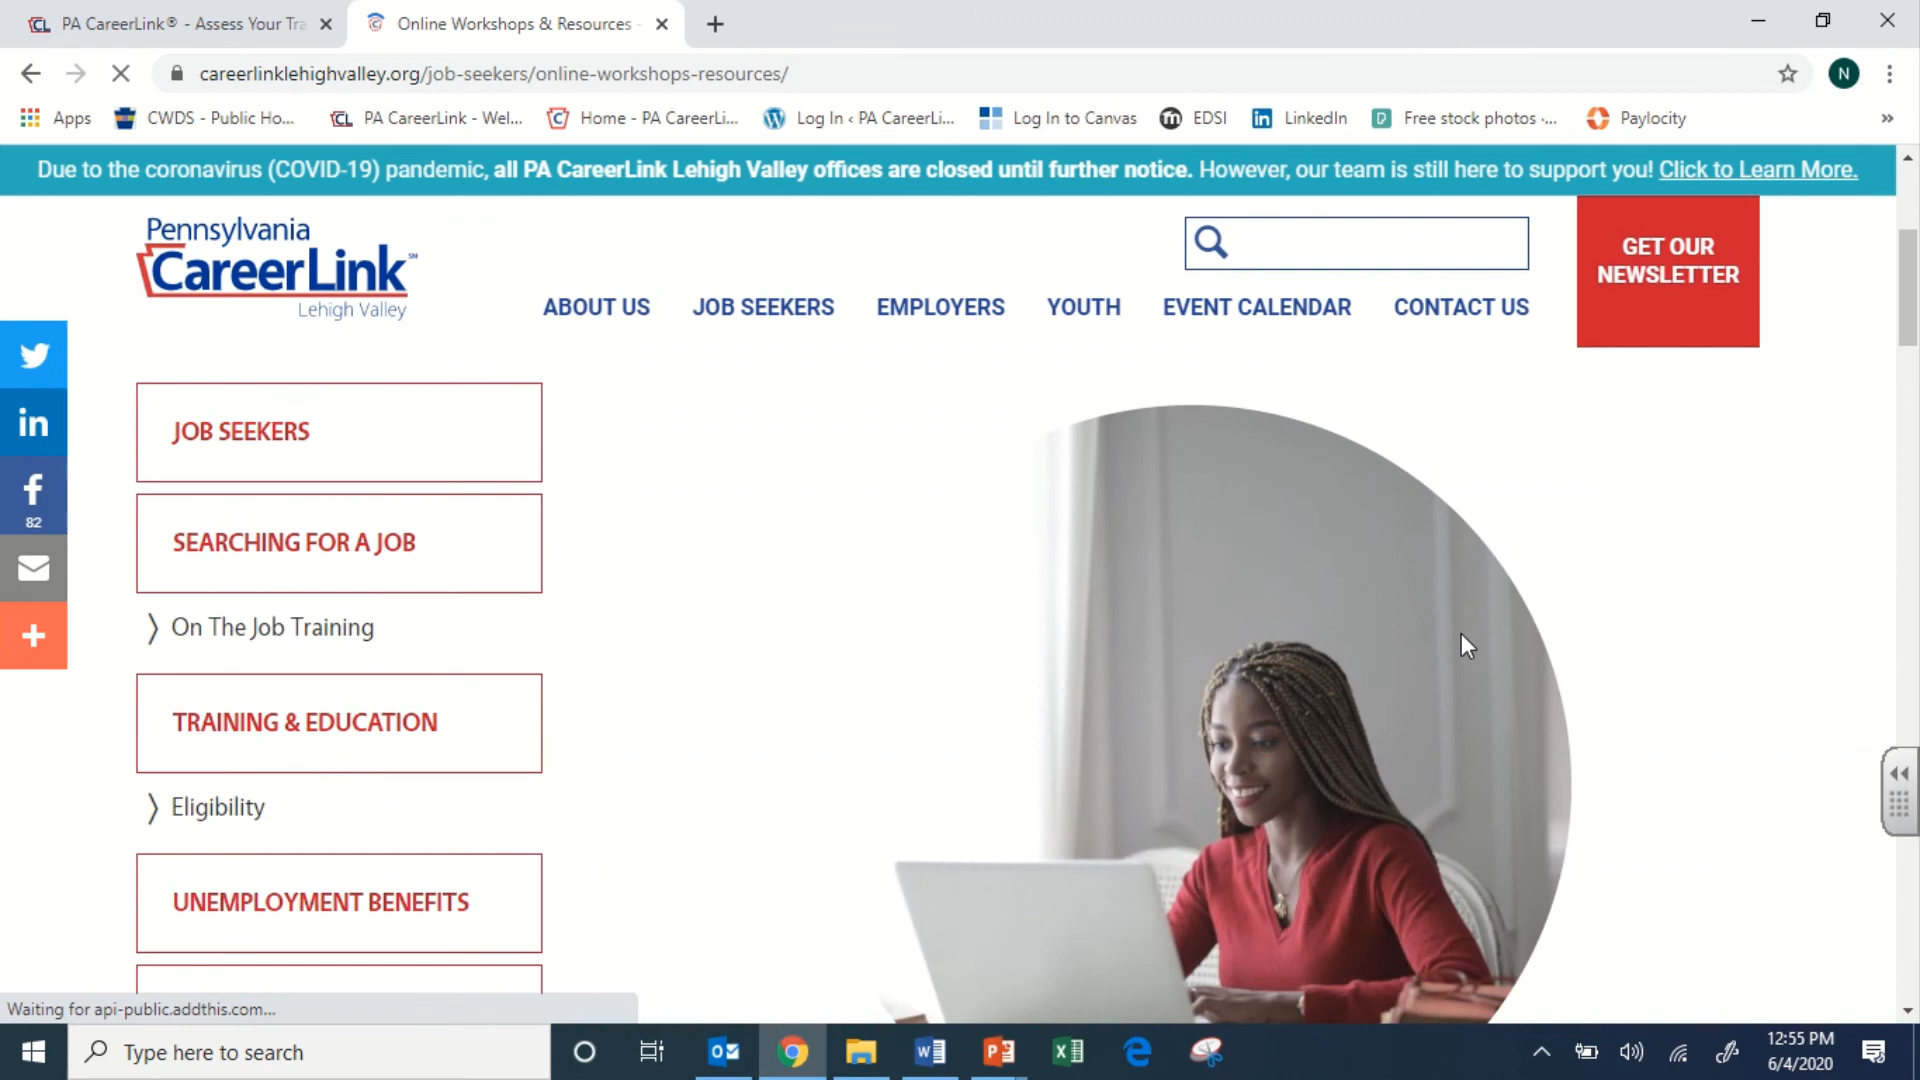 PA CareerLink® - Assess Your Tra
Online Workshops & Resources -
careerlinklehighvalley.org/job-seekers/online-workshops-resources/
N
Apps
CWDS - Public Ho...
CL PA CareerLink - Wel...
Home - PA CareerLi...
Log In ‹ PA CareerLi...
Log In to Canvas
EDSI
LinkedIn
Free stock photos -...
Paylocity
»
Due to the coronavirus (COVID-19) pandemic, all PA CareerLink Lehigh Valley offices are closed until further notice. However, our team is still here to support you! Click to Learn More.
Pennsylvania
CareerLink℠
Lehigh Valley
GET OUR
NEWSLETTER
ABOUT US
JOB SEEKERS
EMPLOYERS
YOUTH
EVENT CALENDAR
CONTACT US
in
f
82
JOB SEEKERS
SEARCHING FOR A JOB
On The Job Training
TRAINING & EDUCATION
Eligibility
UNEMPLOYMENT BENEFITS
Waiting for api-public.addthis.com...
Type here to search
12:55 PM
6/4/2020